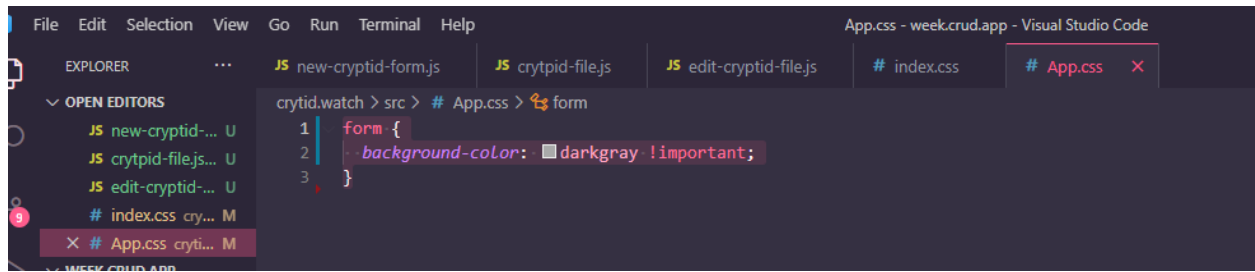 File Edit Selection View Go Run Terminal Help App.css - week.crud.app - Visual Studio Code
EXPLORER ··· JS new-cryptid-form.js JS crytpid-file.js JS edit-cryptid-file.js # index.css # App.css ×
OPEN EDITORS crytid.watch > src > # App.css > form
JS new-cryptid-... U 1 form {
JS crytpid-file.js... U 2 background-color: darkgray !important;
JS edit-cryptid-... U 3 }
9 # index.css cry... M
× # App.css cryti... M
WEEK CRUD APP